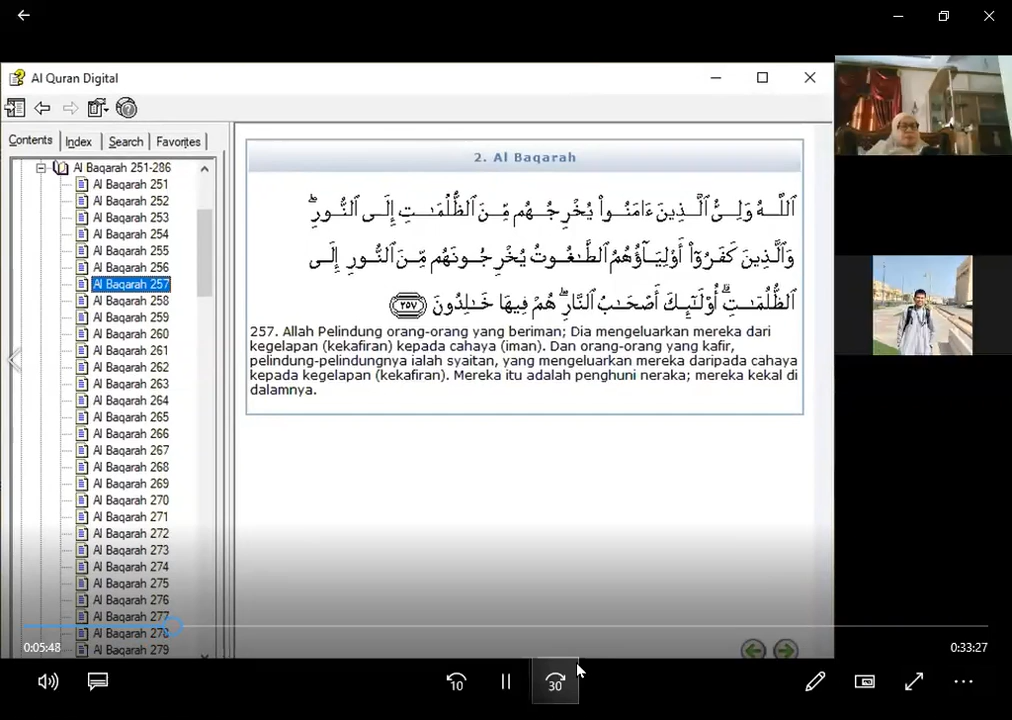 Al Quran Digital
Contents Index Search Favorites
Al Baqarah 251-286
Al Baqarah 251
Al Baqarah 252
Al Baqarah 253
Al Baqarah 254
Al Baqarah 255
Al Baqarah 256
Al Baqarah 257
Al Baqarah 258
Al Baqarah 259
Al Baqarah 260
Al Baqarah 261
Al Baqarah 262
Al Baqarah 263
Al Baqarah 264
Al Baqarah 265
Al Baqarah 266
Al Baqarah 267
Al Baqarah 268
Al Baqarah 269
Al Baqarah 270
Al Baqarah 271
Al Baqarah 272
Al Baqarah 273
Al Baqarah 274
Al Baqarah 275
Al Baqarah 276
Al Baqarah 277
Al Baqarah 278
Al Baqarah 279
2. Al Baqarah
ٱللَّهُ وَلِىُّ ٱلَّذِينَ ءَامَنُوا۟ يُخْرِجُهُم مِّنَ ٱلظُّلُمَـٰتِ إِلَى ٱلنُّورِ ۖ
وَٱلَّذِينَ كَفَرُوٓا۟ أَوْلِيَآؤُهُمُ ٱلطَّـٰغُوتُ يُخْرِجُونَهُم مِّنَ ٱلنُّورِ إِلَى
ٱلظُّلُمَـٰتِ ۗ أُو۟لَـٰٓئِكَ أَصْحَـٰبُ ٱلنَّارِ ۖ هُمْ فِيهَا خَـٰلِدُونَ ٢٥٧
257. Allah Pelindung orang-orang yang beriman; Dia mengeluarkan mereka dari
kegelapan (kekafiran) kepada cahaya (iman). Dan orang-orang yang kafir,
pelindung-pelindungnya ialah syaitan, yang mengeluarkan mereka daripada cahaya
kepada kegelapan (kekafiran). Mereka itu adalah penghuni neraka; mereka kekal di
dalamnya.
0:05:48
0:33:27
10
30